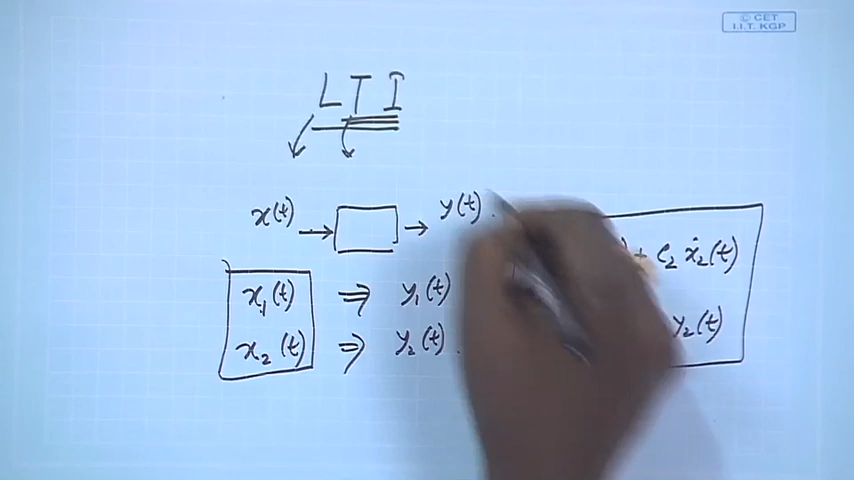 © CET
I.I.T. KGP
LTI
x(t) → → y(t)
x₁(t) ⇒ y₁(t)
+ c₂ x₂(t)
x₂(t) ⇒ y₂(t)
y₂(t)